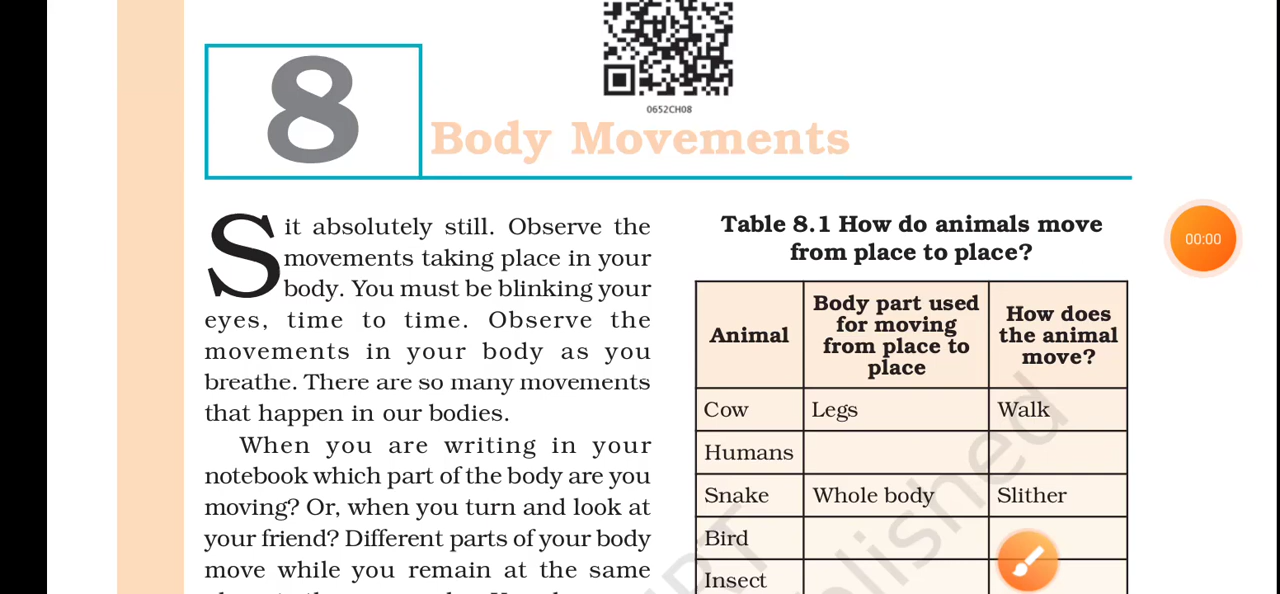 0652CH08
8
Body Movements
Sit absolutely still. Observe the
movements taking place in your
body. You must be blinking your
eyes, time to time. Observe the
movements in your body as you
breathe. There are so many movements
that happen in our bodies.
When you are writing in your
notebook which part of the body are you
moving? Or, when you turn and look at
your friend? Different parts of your body
move while you remain at the same
Table 8.1 How do animals move
from place to place?
Animal
Body part used
for moving
from place to
place
How does
the animal
move?
Cow Legs Walk
Humans
Snake Whole body Slither
Bird
Insect
00:00